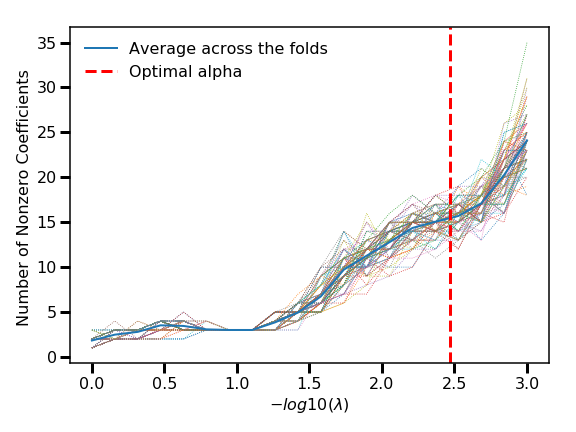 Average across the folds
Optimal alpha
Number of Nonzero Coefficients
35
30
25
20
15
10
5
0
0.0 0.5 1.0 1.5 2.0 2.5 3.0
−log10(λ)